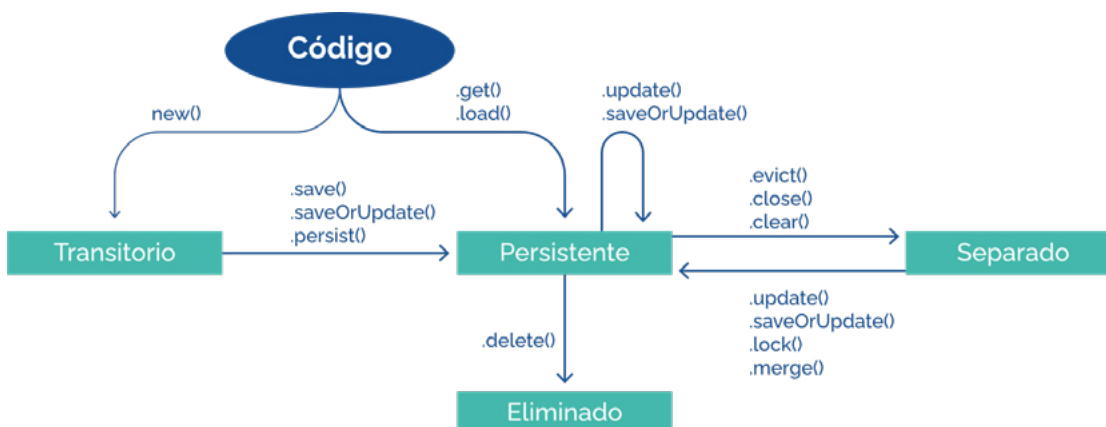 Código
new()
.get()
.load()
.update()
.saveOrUpdate()
.save()
.saveOrUpdate()
.persist()
.evict()
.close()
.clear()
Transitorio
Persistente
Separado
.delete()
.update()
.saveOrUpdate()
.lock()
.merge()
Eliminado